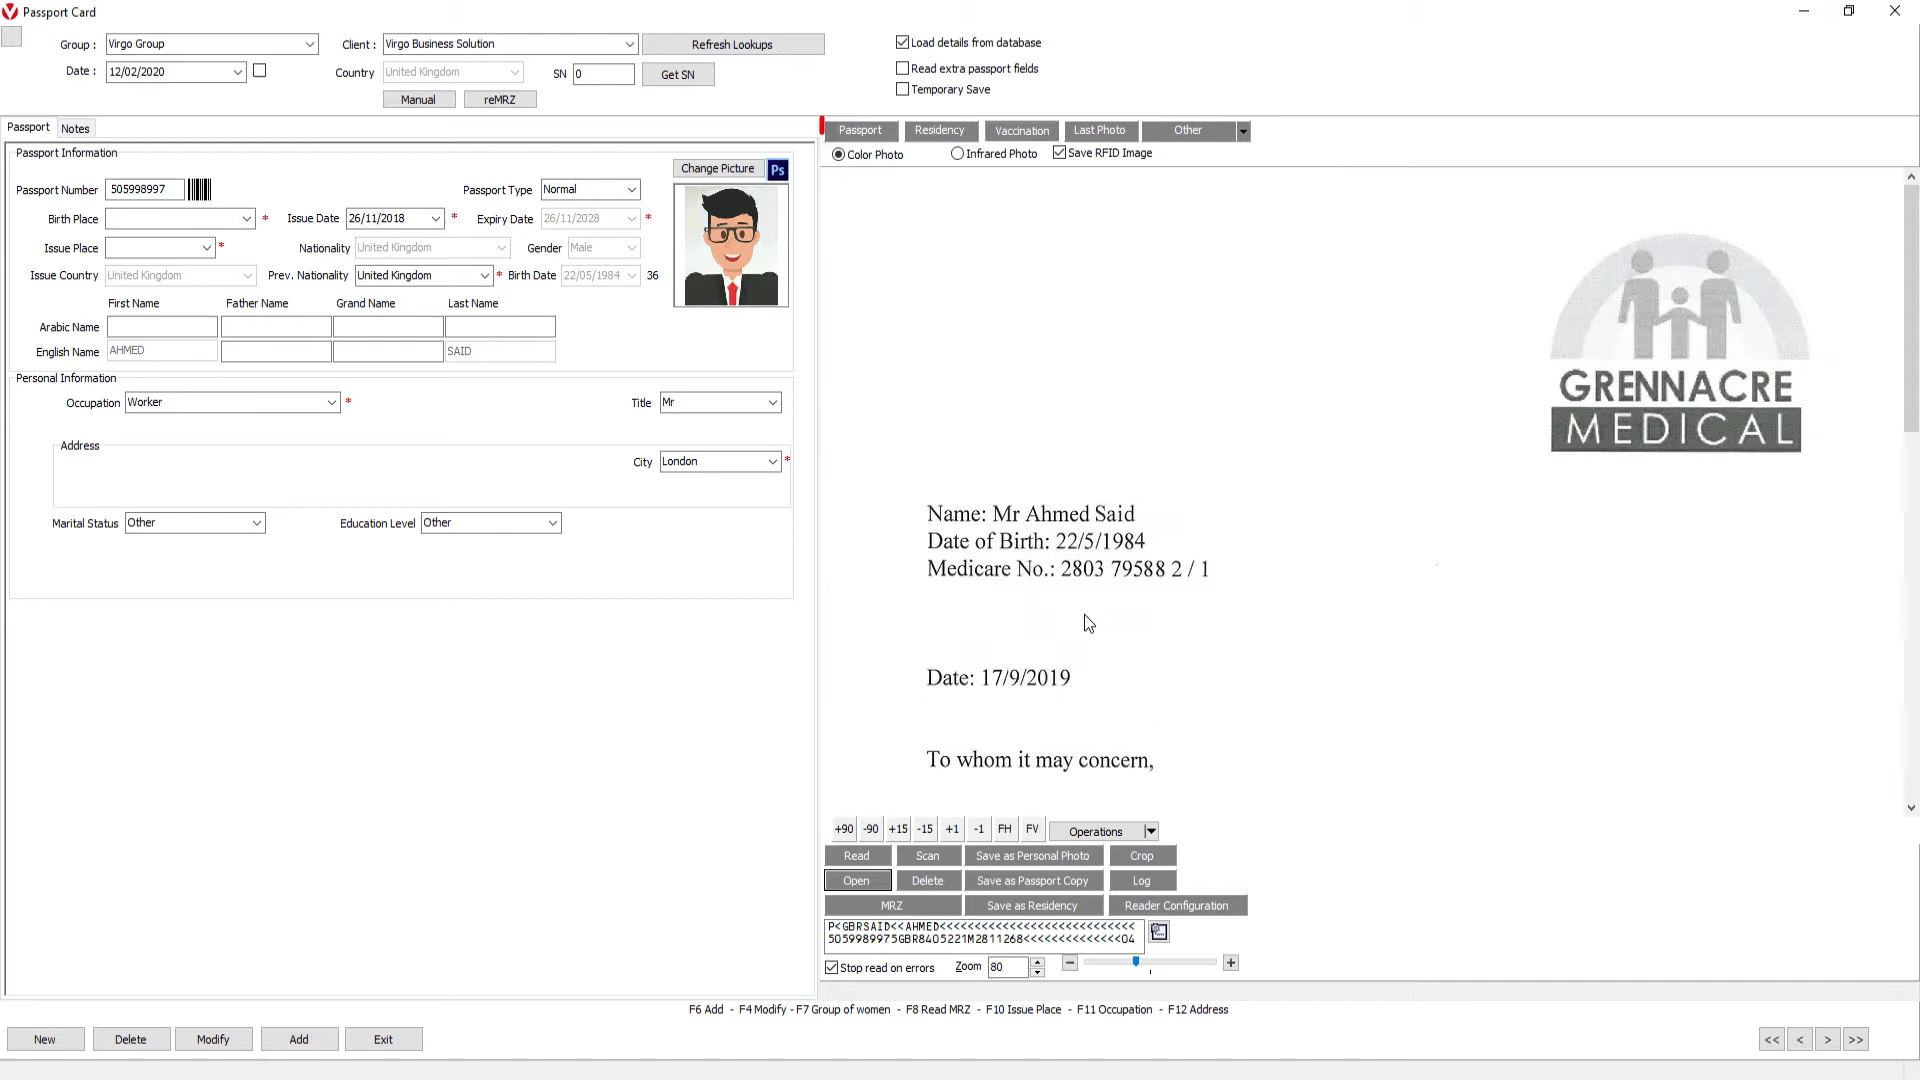 Passport Card
Group : Virgo Group Client : Virgo Business Solution Refresh Lookups
Date : 12/02/2020 Country United Kingdom SN 0 Get SN
Manual reMRZ
Load details from database
Read extra passport fields
Temporary Save
Passport Notes
Passport Information
Change Picture Ps
Passport Number 505998997 Passport Type Normal
Birth Place * Issue Date 26/11/2018 * Expiry Date 26/11/2028 *
Issue Place * Nationality United Kingdom Gender Male
Issue Country United Kingdom Prev. Nationality United Kingdom * Birth Date 22/05/1984 36
First Name Father Name Grand Name Last Name
Arabic Name
English Name AHMED SAID
Personal Information
Occupation Worker * Title Mr
Address
City London *
Marital Status Other Education Level Other
Passport Residency Vaccination Last Photo Other
Color Photo Infrared Photo Save RFID Image
GRENNACRE
MEDICAL
Name: Mr Ahmed Said
Date of Birth: 22/5/1984
Medicare No.: 2803 79588 2 / 1
Date: 17/9/2019
To whom it may concern,
+90 -90 +15 -15 +1 -1 FH FV Operations
Read Scan Save as Personal Photo Crop
Open Delete Save as Passport Copy Log
MRZ Save as Residency Reader Configuration
P<GBRSAID<<AHMED<<<<<<<<<<<<<<<<<<<<<<<<<<<<
5059989975GBR8405221M2811268<<<<<<<<<<<<<<04
Stop read on errors Zoom 80
F6 Add - F4 Modify - F7 Group of women - F8 Read MRZ - F10 Issue Place - F11 Occupation - F12 Address
New Delete Modify Add Exit << < > >>